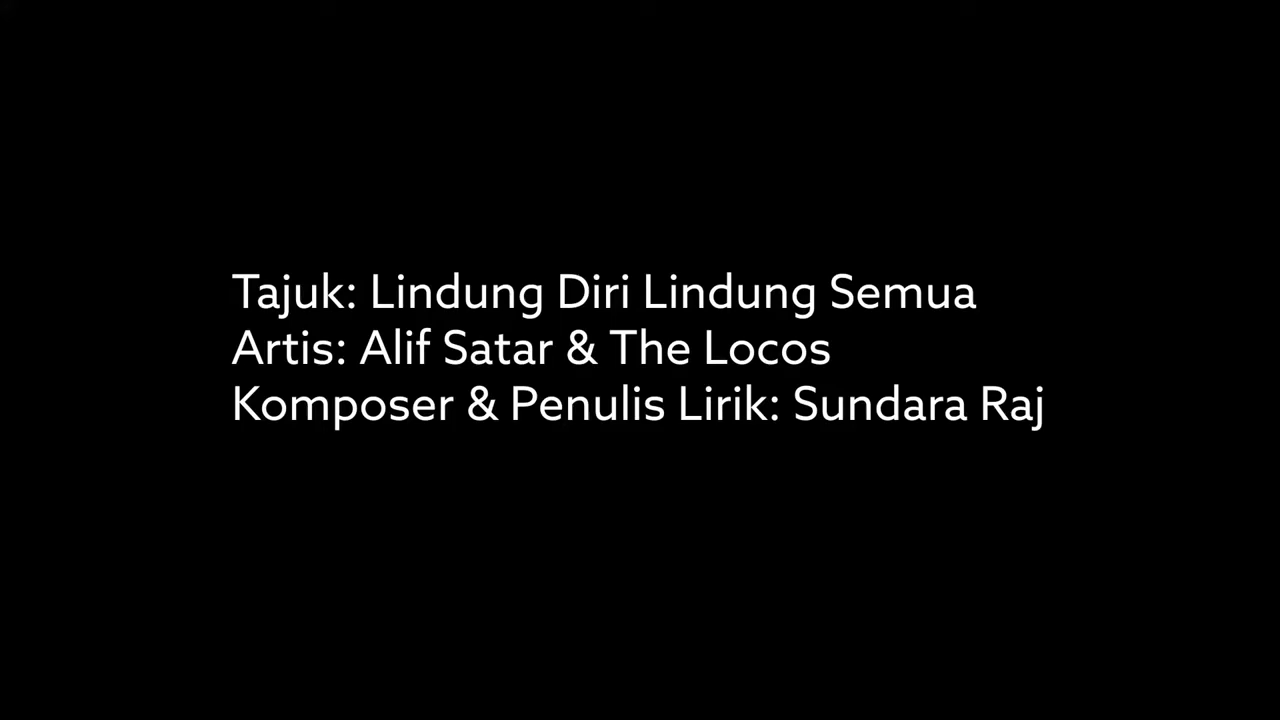 Tajuk: Lindung Diri Lindung Semua
Artis: Alif Satar & The Locos
Komposer & Penulis Lirik: Sundara Raj